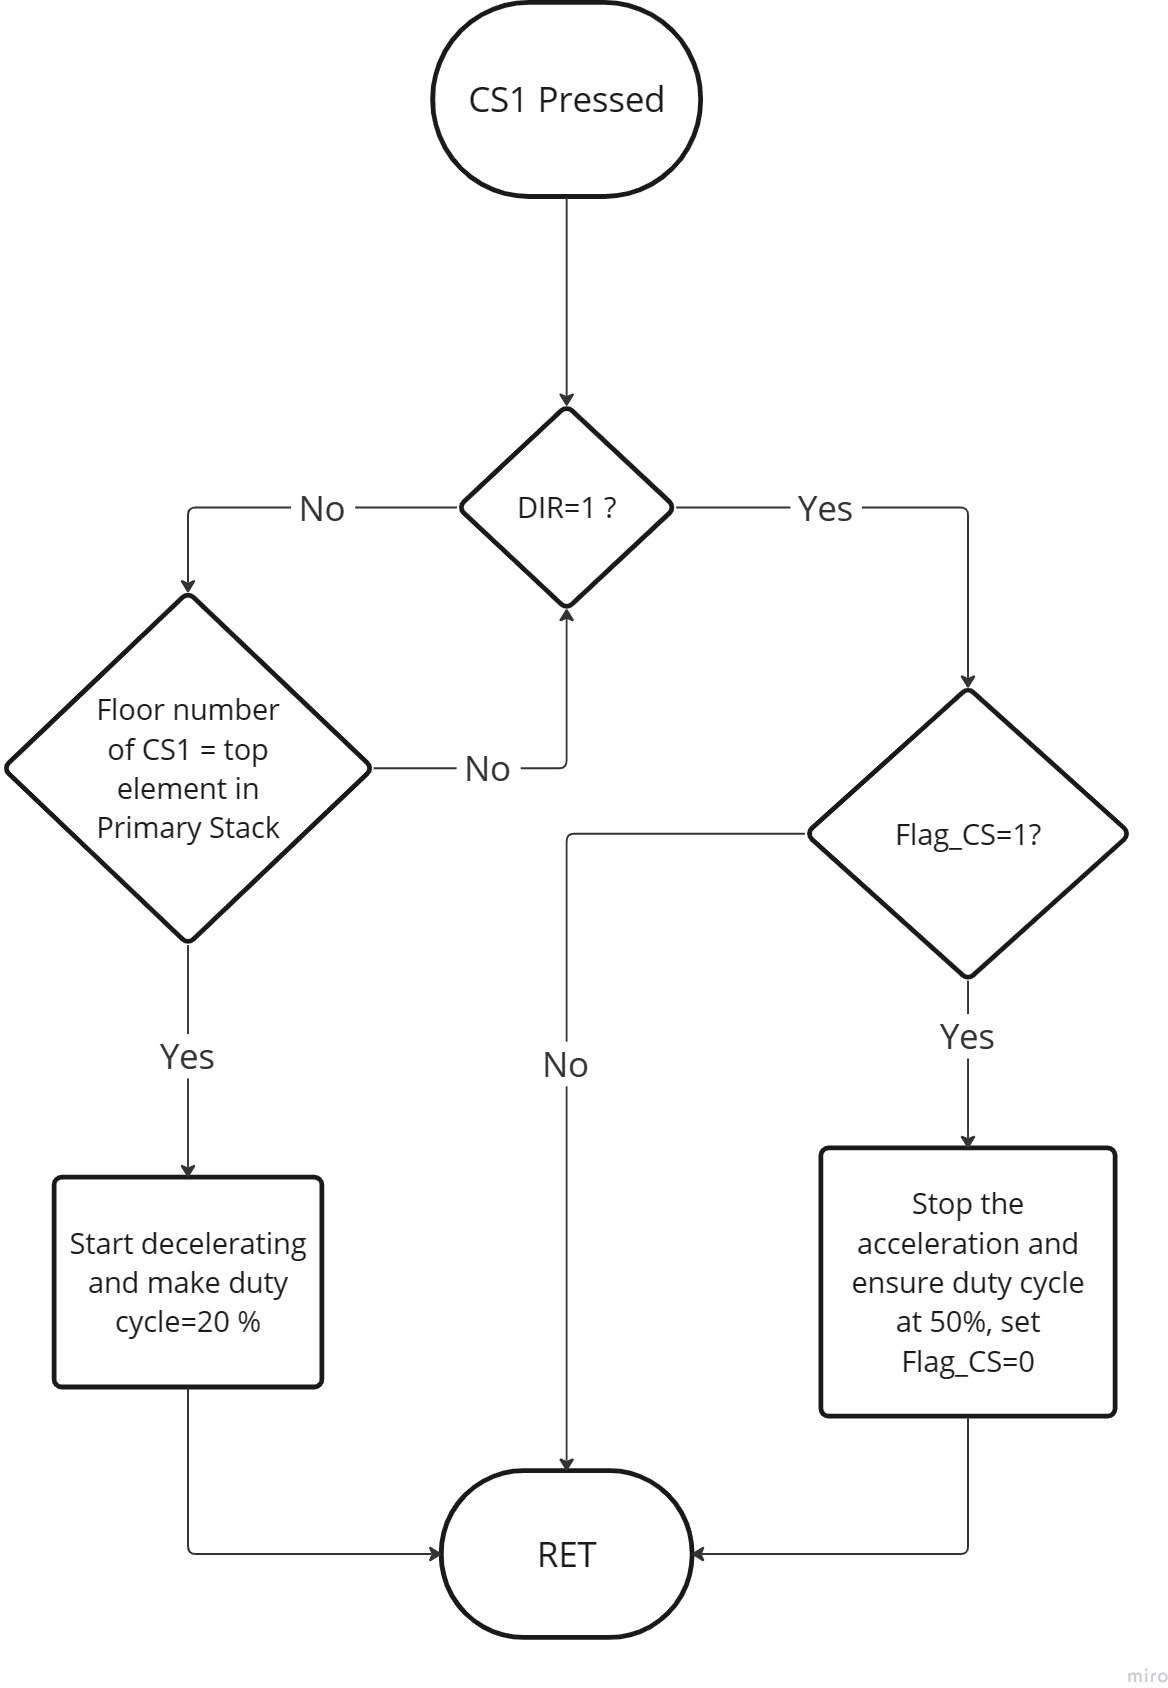 CS1 Pressed
DIR=1 ?
No
Yes
Floor number
of CS1 = top
element in
Primary Stack
No
Flag_CS=1?
Yes
No
Yes
Start decelerating
and make duty
cycle=20 %
Stop the
acceleration and
ensure duty cycle
at 50%, set
Flag_CS=0
RET
miro